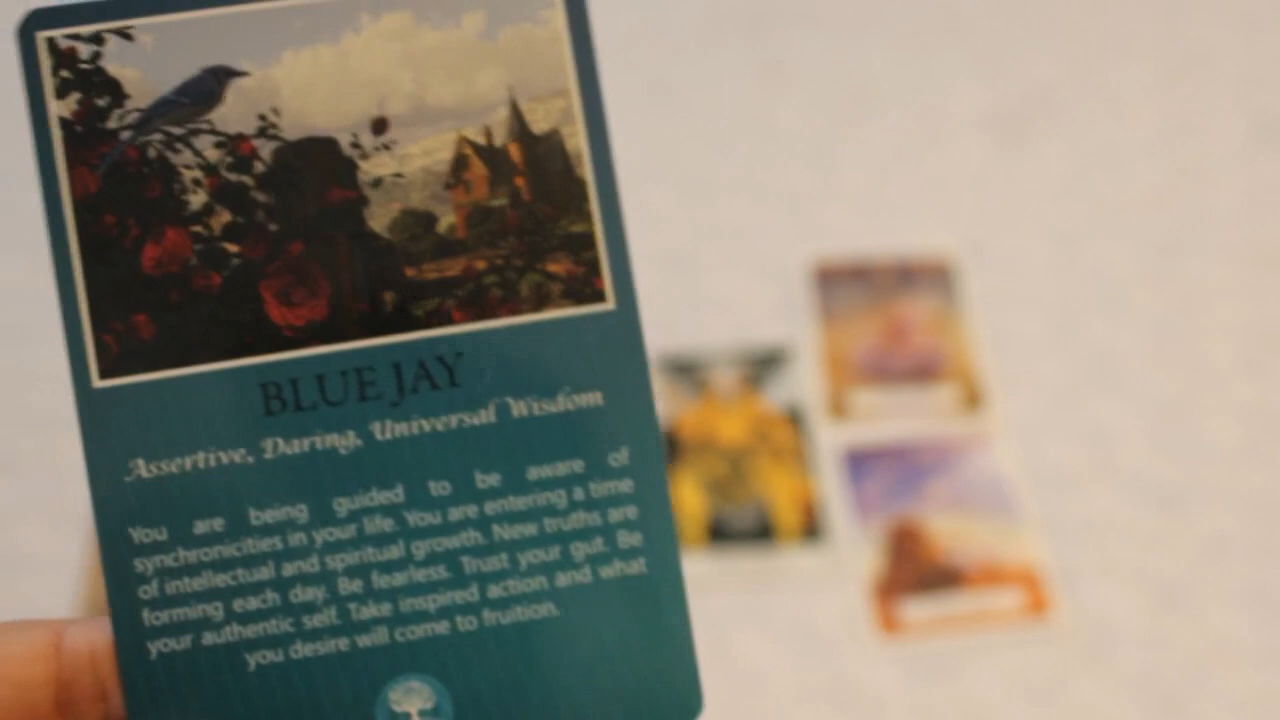 BLUE JAY
Assertive, Daring, Universal Wisdom
You are being guided to be aware of
synchronicities in your life. You are entering a time
of intellectual and spiritual growth. New truths are
forming each day. Be fearless. Trust your gut. Be
your authentic self. Take inspired action and what
you desire will come to fruition.